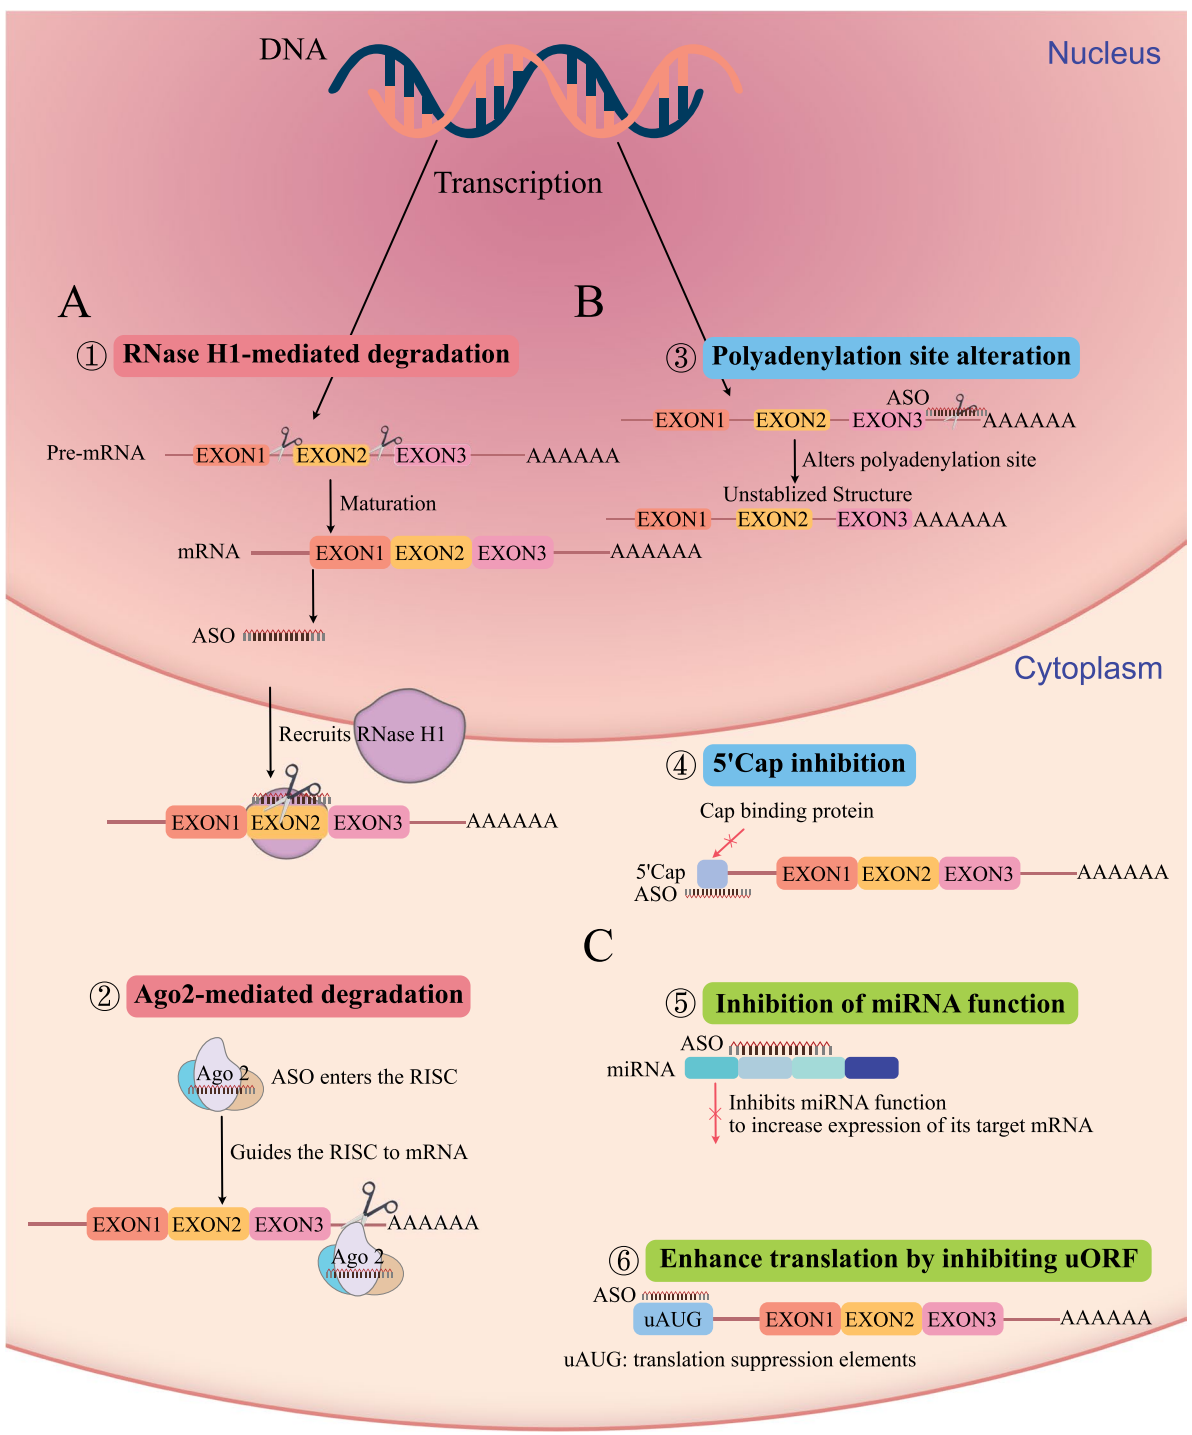 DNA
Nucleus
Transcription
A
① RNase H1-mediated degradation
Pre-mRNA EXON1 EXON2 EXON3 AAAAAA
Maturation
mRNA EXON1 EXON2 EXON3 AAAAAA
ASO
Recruits RNase H1
EXON1 EXON2 EXON3 AAAAAA
② Ago2-mediated degradation
Ago 2
ASO enters the RISC
Guides the RISC to mRNA
EXON1 EXON2 EXON3 AAAAAA
Ago 2
B
③ Polyadenylation site alteration
ASO
EXON1 EXON2 EXON3 AAAAAA
Alters polyadenylation site
Unstablized Structure
EXON1 EXON2 EXON3 AAAAAA
Cytoplasm
④ 5'Cap inhibition
Cap binding protein
5'Cap EXON1 EXON2 EXON3 AAAAAA
ASO
C
⑤ Inhibition of miRNA function
ASO
miRNA
Inhibits miRNA function
to increase expression of its target mRNA
⑥ Enhance translation by inhibiting uORF
ASO
uAUG EXON1 EXON2 EXON3 AAAAAA
uAUG: translation suppression elements